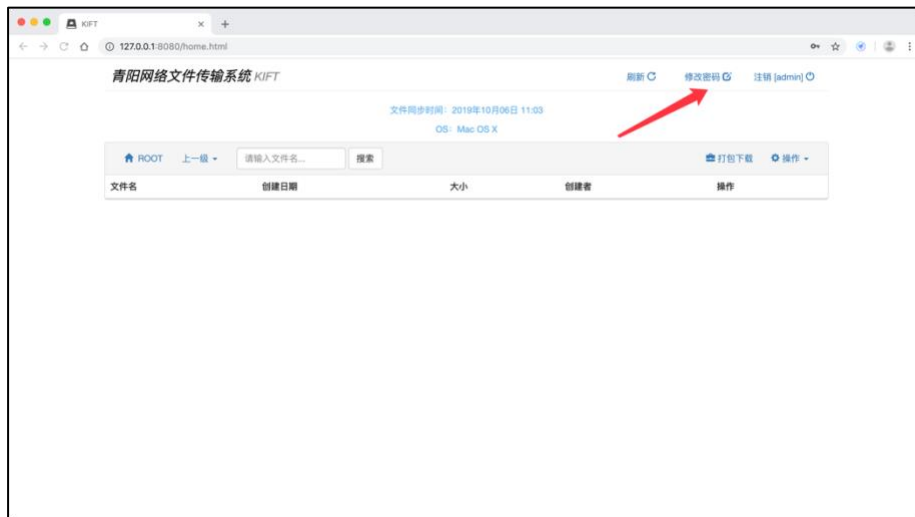 KIFT
127.0.0.1:8080/home.html
青阳网络文件传输系统 KIFT 刷新 修改密码 注销 [admin]
文件同步时间：2019年10月06日 11:03
OS：Mac OS X
ROOT 上一级 请输入文件名... 搜索 打包下载 操作
文件名 创建日期 大小 创建者 操作